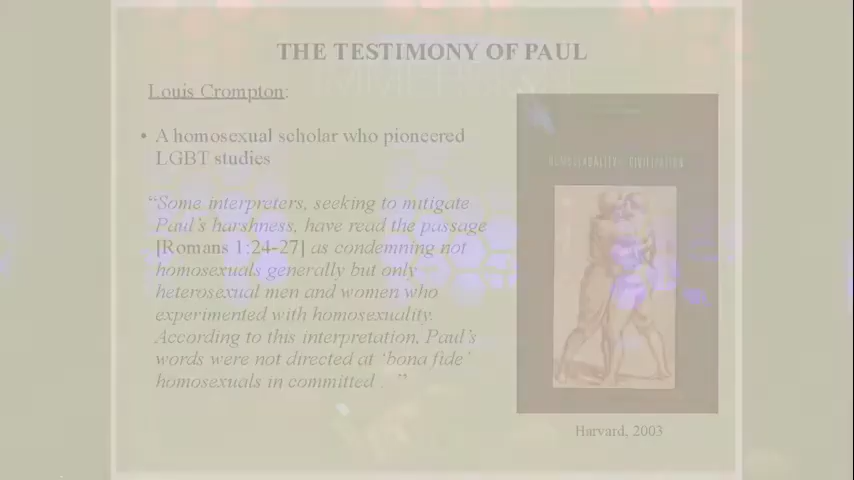 THE TESTIMONY OF PAUL
Louis Crompton:
• A homosexual scholar who pioneered
LGBT studies
“Some interpreters, seeking to mitigate
Paul’s harshness, have read the passage
[Romans 1:24-27] as condemning not
homosexuals generally but only
heterosexual men and women who
experimented with homosexuality.
According to this interpretation, Paul’s
words were not directed at ‘bona fide’
homosexuals in committed . .”
HOMOSEXUALITY & CIVILIZATION
Harvard, 2003